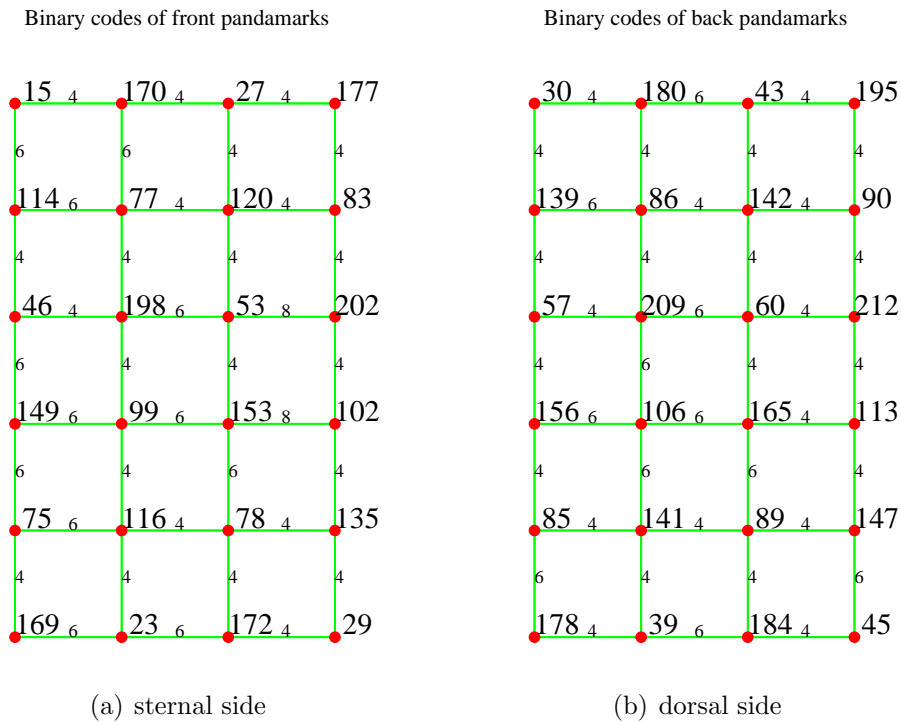 Binary codes of front pandamarks Binary codes of back pandamarks
15 4 170 4 27 4 177 30 4 180 6 43 4 195
6 6 4 4 4 4 4 4
114 6 77 4 120 4 83 139 6 86 4 142 4 90
4 4 4 4 4 4 4 4
46 4 198 6 53 8 202 57 4 209 6 60 4 212
6 4 4 4 4 6 4 4
149 6 99 6 153 8 102 156 6 106 6 165 4 113
6 4 6 4 4 6 6 4
75 6 116 4 78 4 135 85 4 141 4 89 4 147
4 4 4 4 6 4 4 6
169 6 23 6 172 4 29 178 4 39 6 184 4 45
(a) sternal side (b) dorsal side